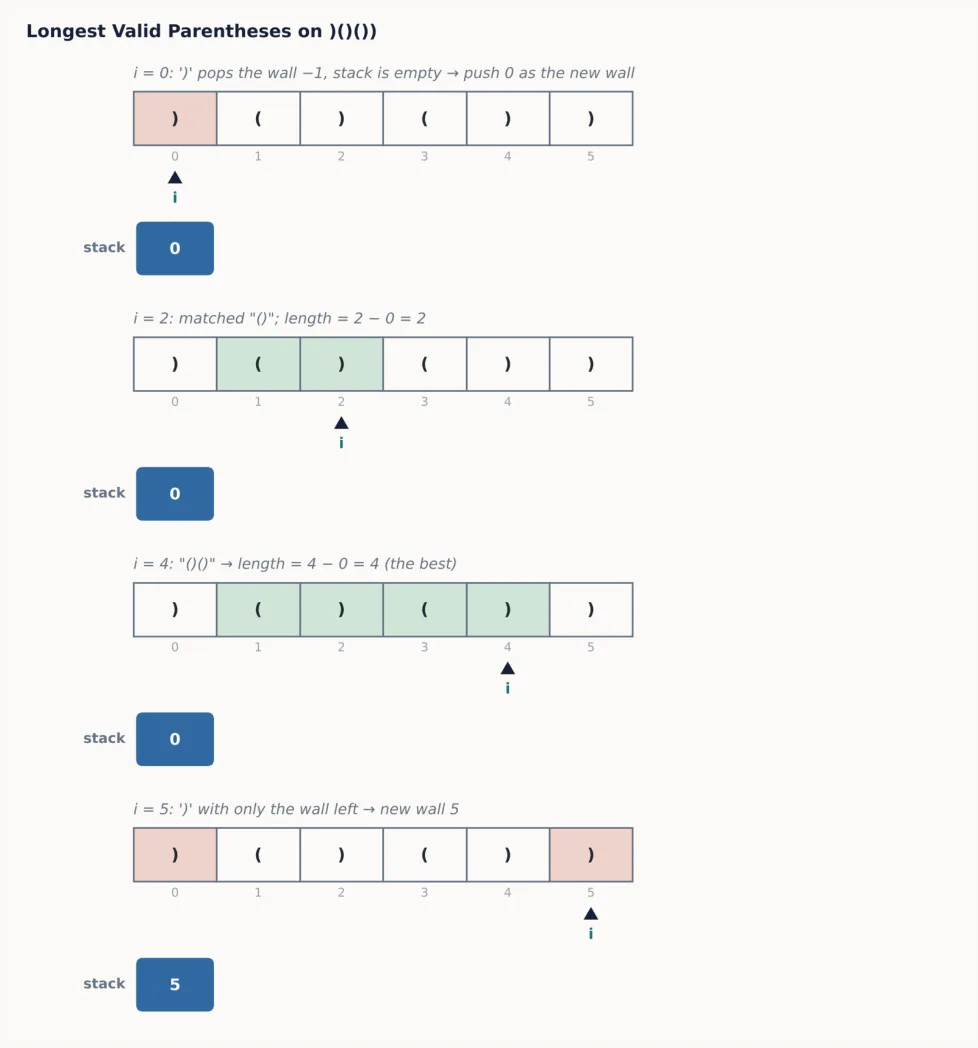 Longest Valid Parentheses on )()())
i = 0: ')' pops the wall −1, stack is empty → push 0 as the new wall
) ( ) ( ) )
0 1 2 3 4 5
i
stack 0
i = 2: matched "()"; length = 2 − 0 = 2
) ( ) ( ) )
0 1 2 3 4 5
i
stack 0
i = 4: "()()" → length = 4 − 0 = 4 (the best)
) ( ) ( ) )
0 1 2 3 4 5
i
stack 0
i = 5: ')' with only the wall left → new wall 5
) ( ) ( ) )
0 1 2 3 4 5
i
stack 5